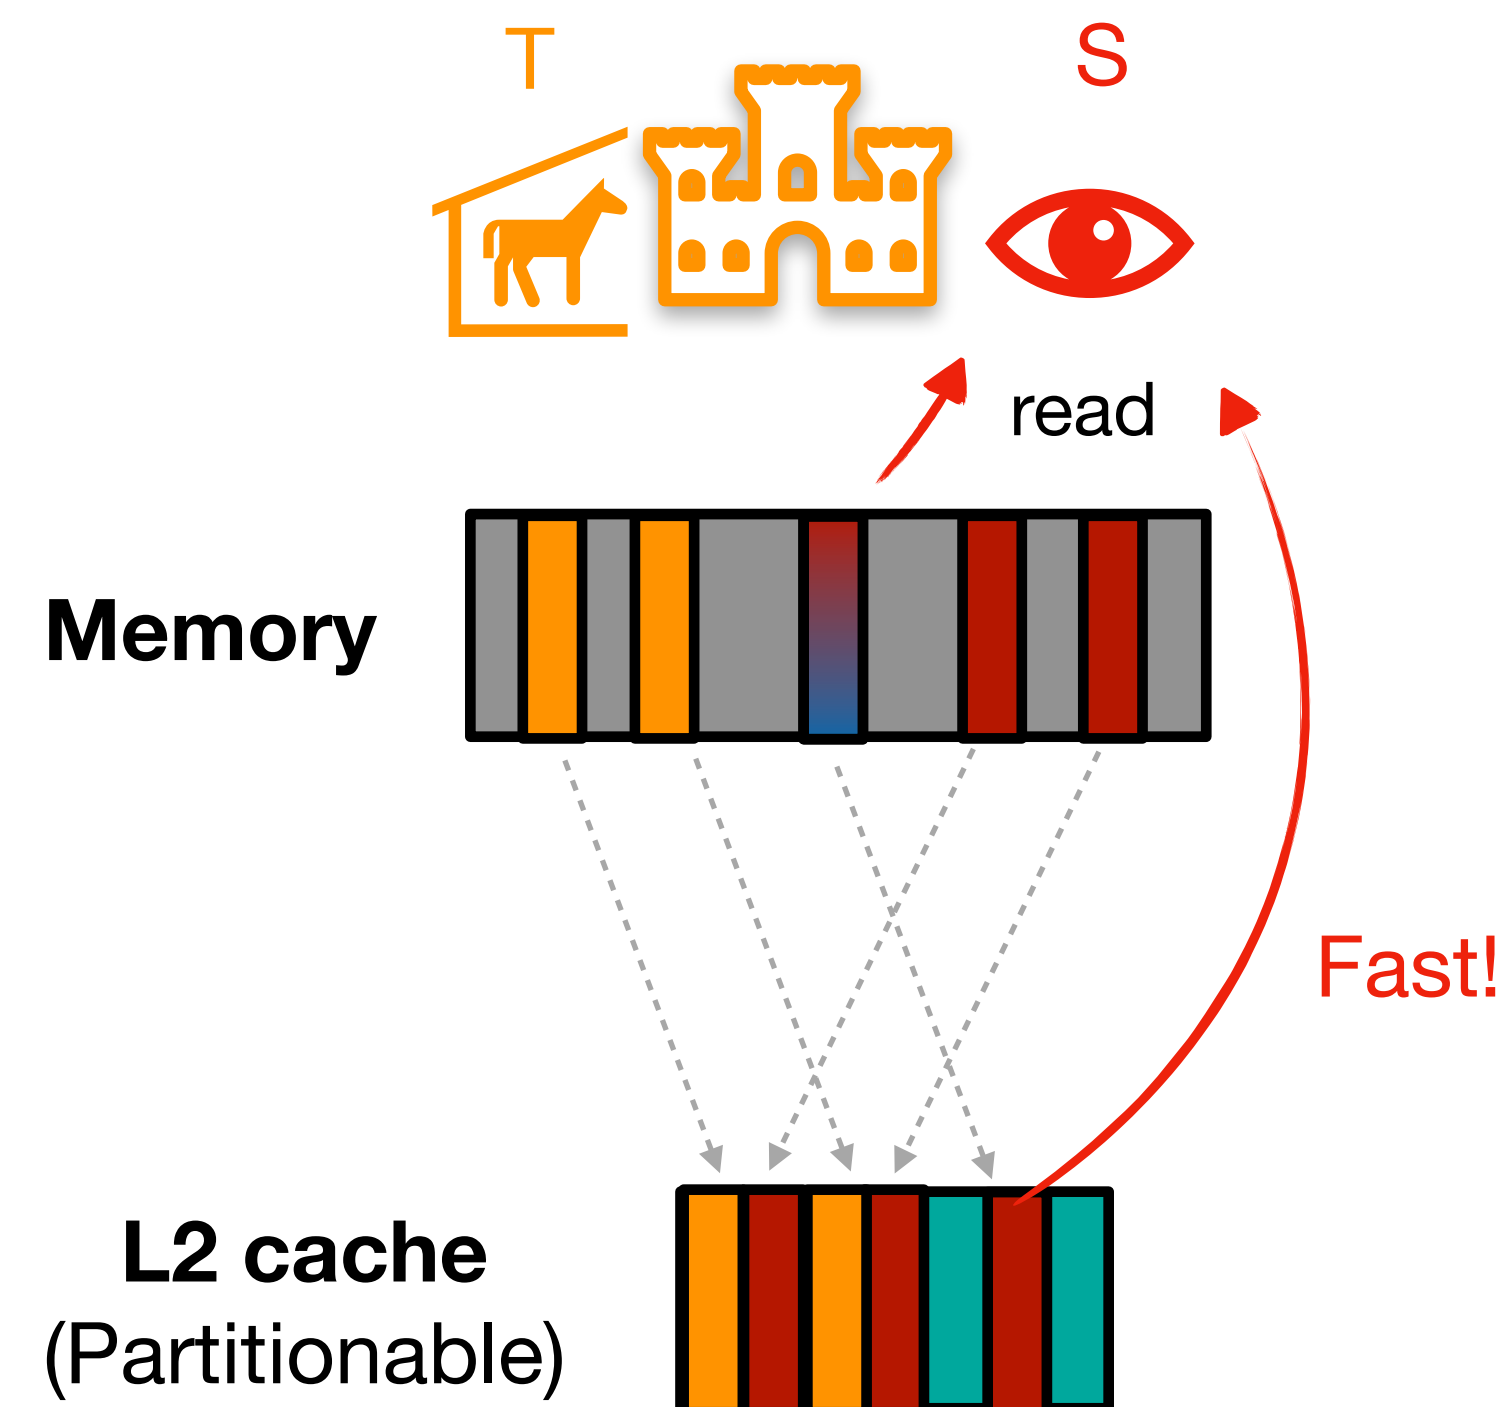 T
S
read
Memory
Fast!
L2 cache
(Partitionable)